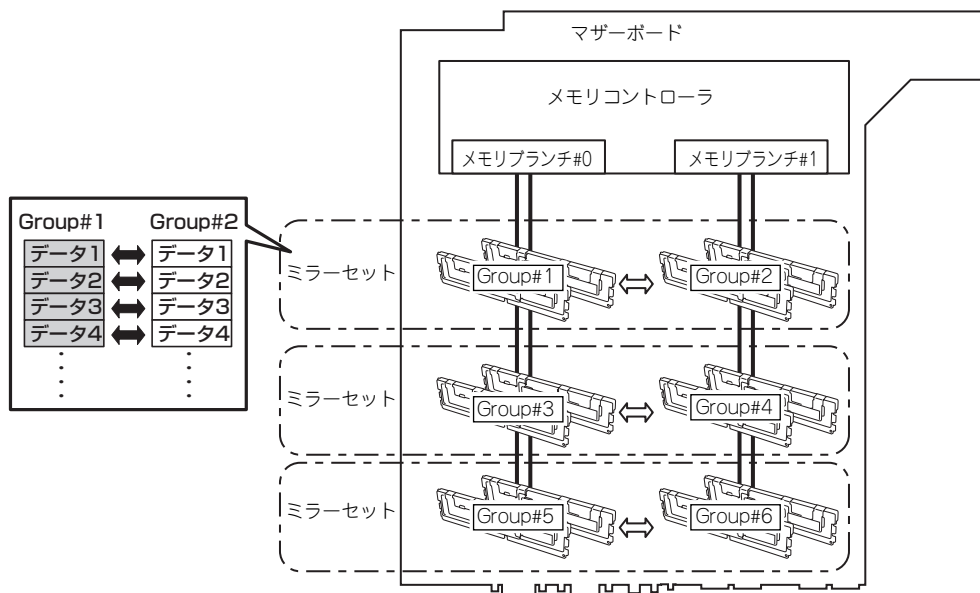 マザーボード
メモリコントローラ
メモリブランチ#0 メモリブランチ#1
Group#1 Group#2
データ1 データ1
データ2 データ2
データ3 データ3
データ4 データ4
ミラーセット
Group#1 Group#2
ミラーセット
Group#3 Group#4
ミラーセット
Group#5 Group#6